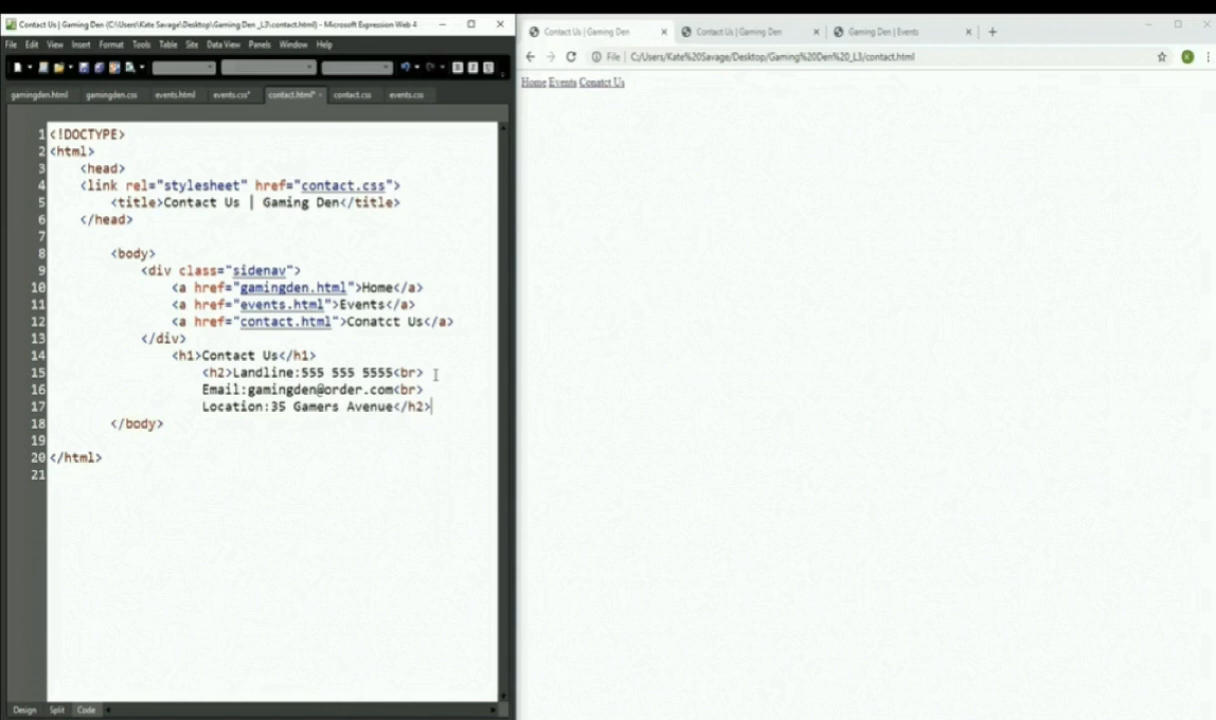 Contact Us | Gaming Den (C:\Users\Kate Savage\Desktop\Gaming Den _L3\contact.html) - Microsoft Expression Web 4
File Edit View Insert Format Tools Table Site Data View Panels Window Help
gamingden.html gamingden.css events.html events.css* contact.html* contact.css events.css
1 <!DOCTYPE>
2 <html>
3 <head>
4 <link rel="stylesheet" href="contact.css">
5 <title>Contact Us | Gaming Den</title>
6 </head>
7
8 <body>
9 <div class="sidenav">
10 <a href="gamingden.html">Home</a>
11 <a href="events.html">Events</a>
12 <a href="contact.html">Conatct Us</a>
13 </div>
14 <h1>Contact Us</h1>
15 <h2>Landline:555 555 5555<br>
16 Email:gamingden@order.com<br>
17 Location:35 Gamers Avenue</h2>
18 </body>
19
20 </html>
21
Design Split Code
Contact Us | Gaming Den Contact Us | Gaming Den Gaming Den | Events
File C:/Users/Kate%20Savage/Desktop/Gaming%20Den%20_L3/contact.html
Home Events Conatct Us